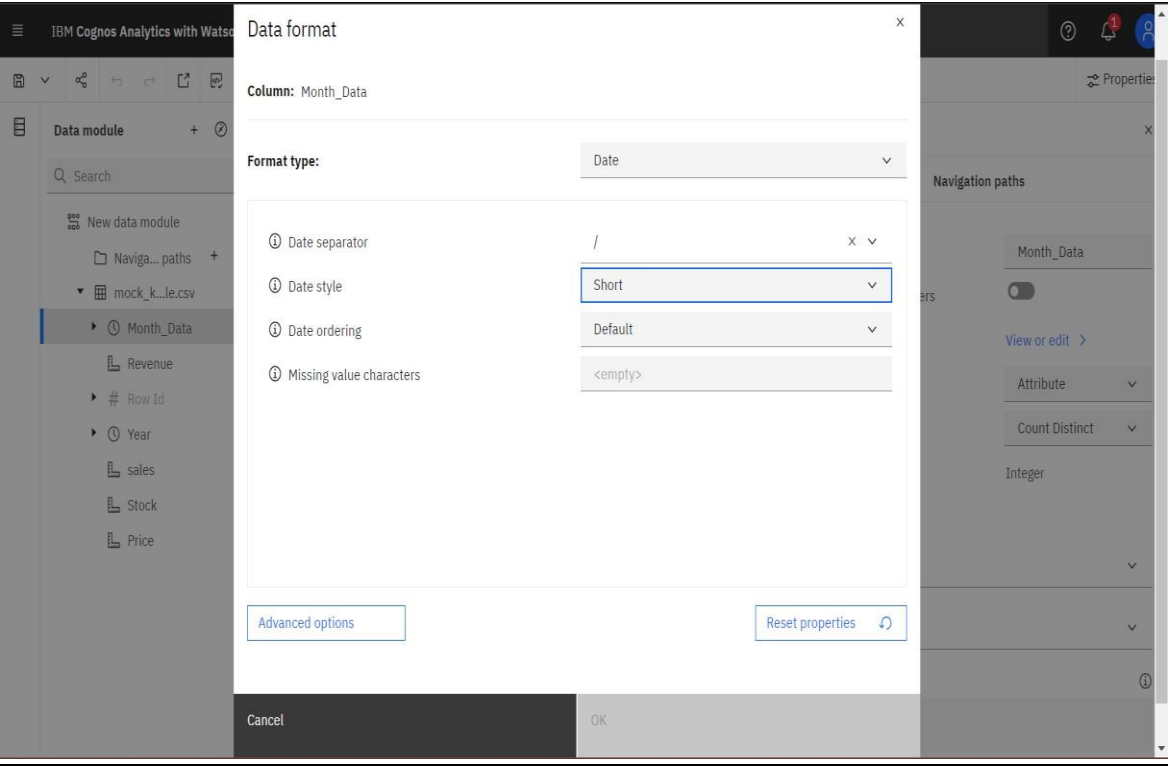 IBM Cognos Analytics with Watso
Data format
x
1
Properties
Column: Month_Data
Data module +
x
Format type:
Date
Search
Navigation paths
New data module
Date separator
/
x
Naviga... paths +
Month_Data
Date style
Short
mock_k...le.csv
ers
Month_Data
Date ordering
Default
View or edit >
Revenue
Missing value characters
<empty>
Attribute
# Row Id
Count Distinct
Year
sales
Integer
Stock
Price
Advanced options
Reset properties
Cancel
OK